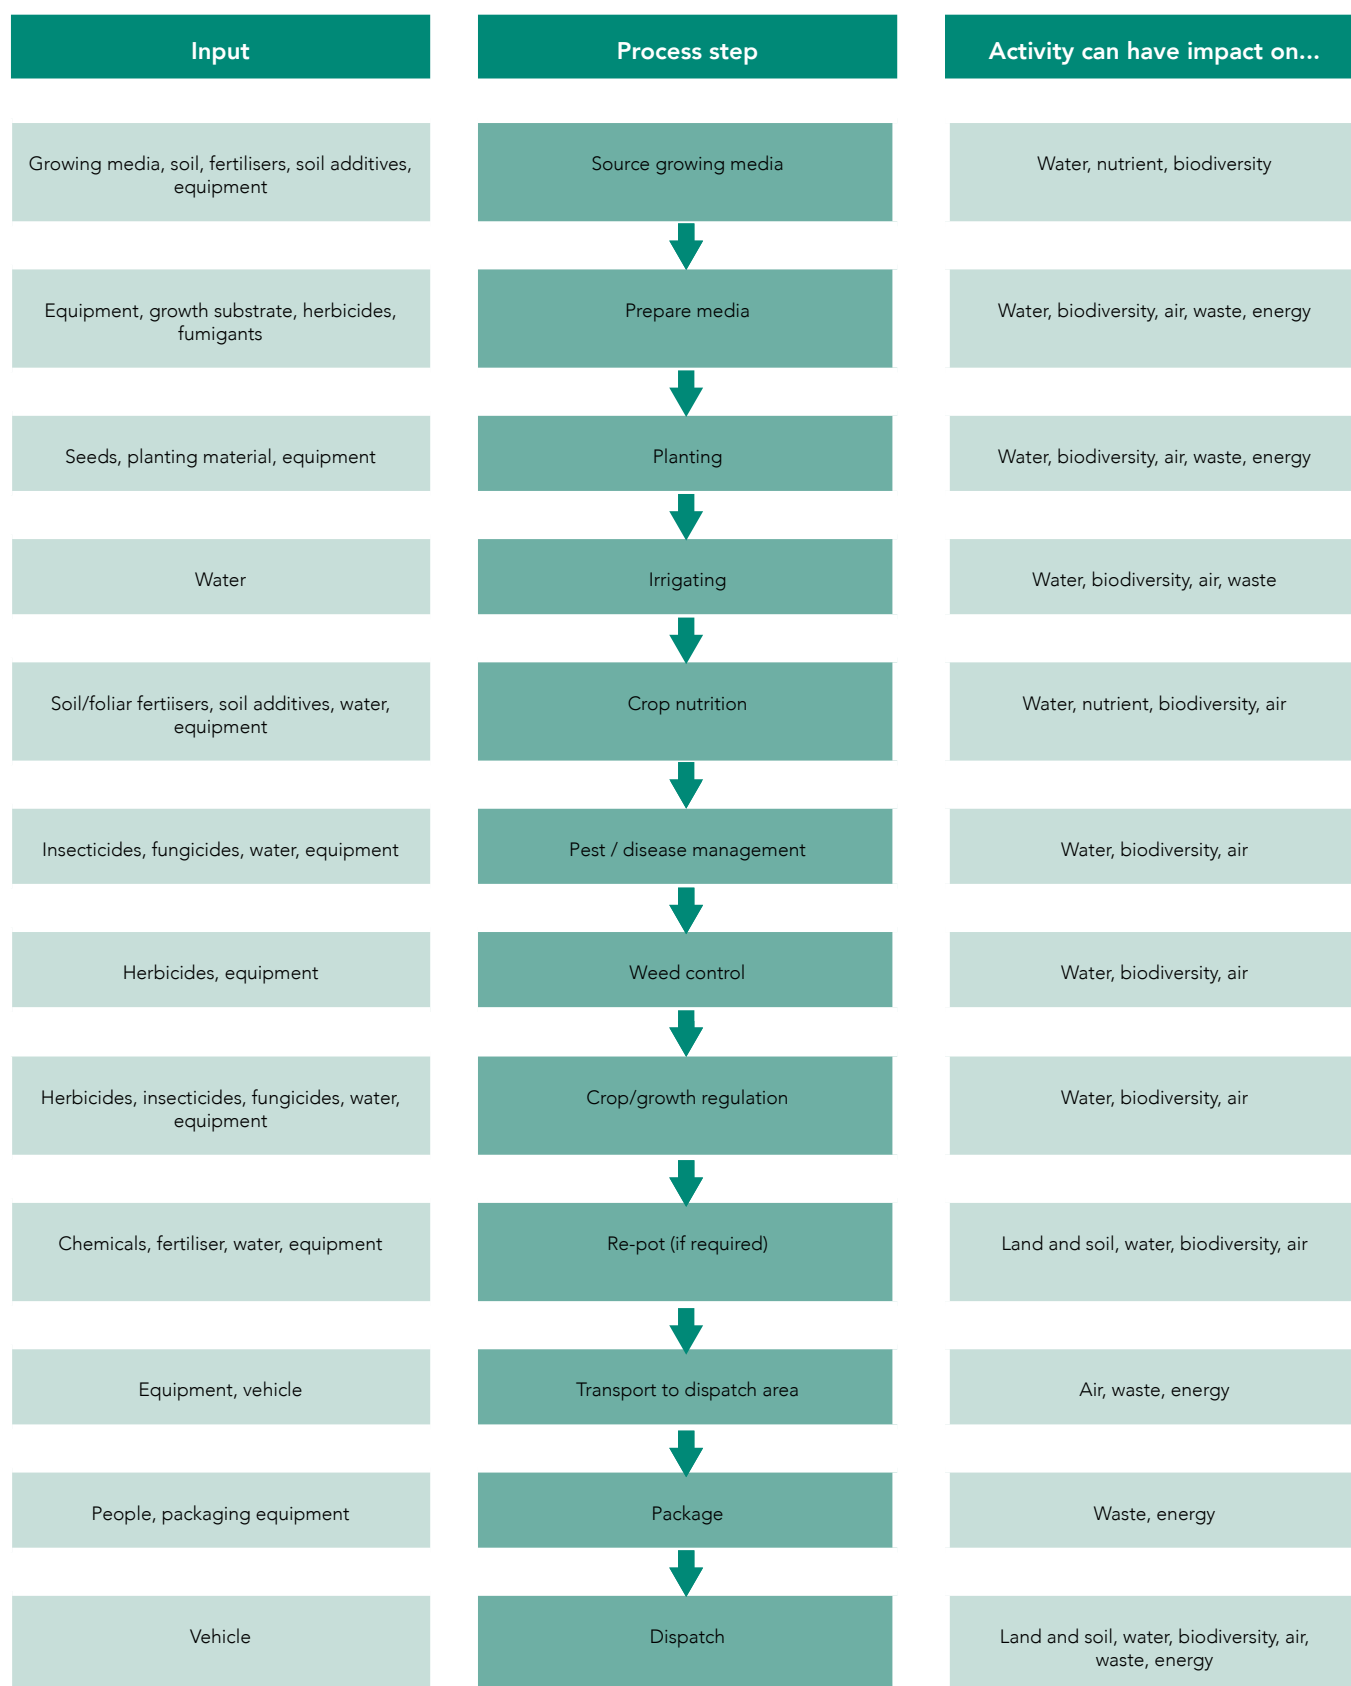 Input
Process step
Activity can have impact on...
Growing media, soil, fertilisers, soil additives,
equipment
Source growing media
Water, nutrient, biodiversity
Equipment, growth substrate, herbicides,
fumigants
Prepare media
Water, biodiversity, air, waste, energy
Seeds, planting material, equipment
Planting
Water, biodiversity, air, waste, energy
Water
Irrigating
Water, biodiversity, air, waste
Soil/foliar fertiisers, soil additives, water,
equipment
Crop nutrition
Water, nutrient, biodiversity, air
Insecticides, fungicides, water, equipment
Pest / disease management
Water, biodiversity, air
Herbicides, equipment
Weed control
Water, biodiversity, air
Herbicides, insecticides, fungicides, water,
equipment
Crop/growth regulation
Water, biodiversity, air
Chemicals, fertiliser, water, equipment
Re-pot (if required)
Land and soil, water, biodiversity, air
Equipment, vehicle
Transport to dispatch area
Air, waste, energy
People, packaging equipment
Package
Waste, energy
Vehicle
Dispatch
Land and soil, water, biodiversity, air,
waste, energy